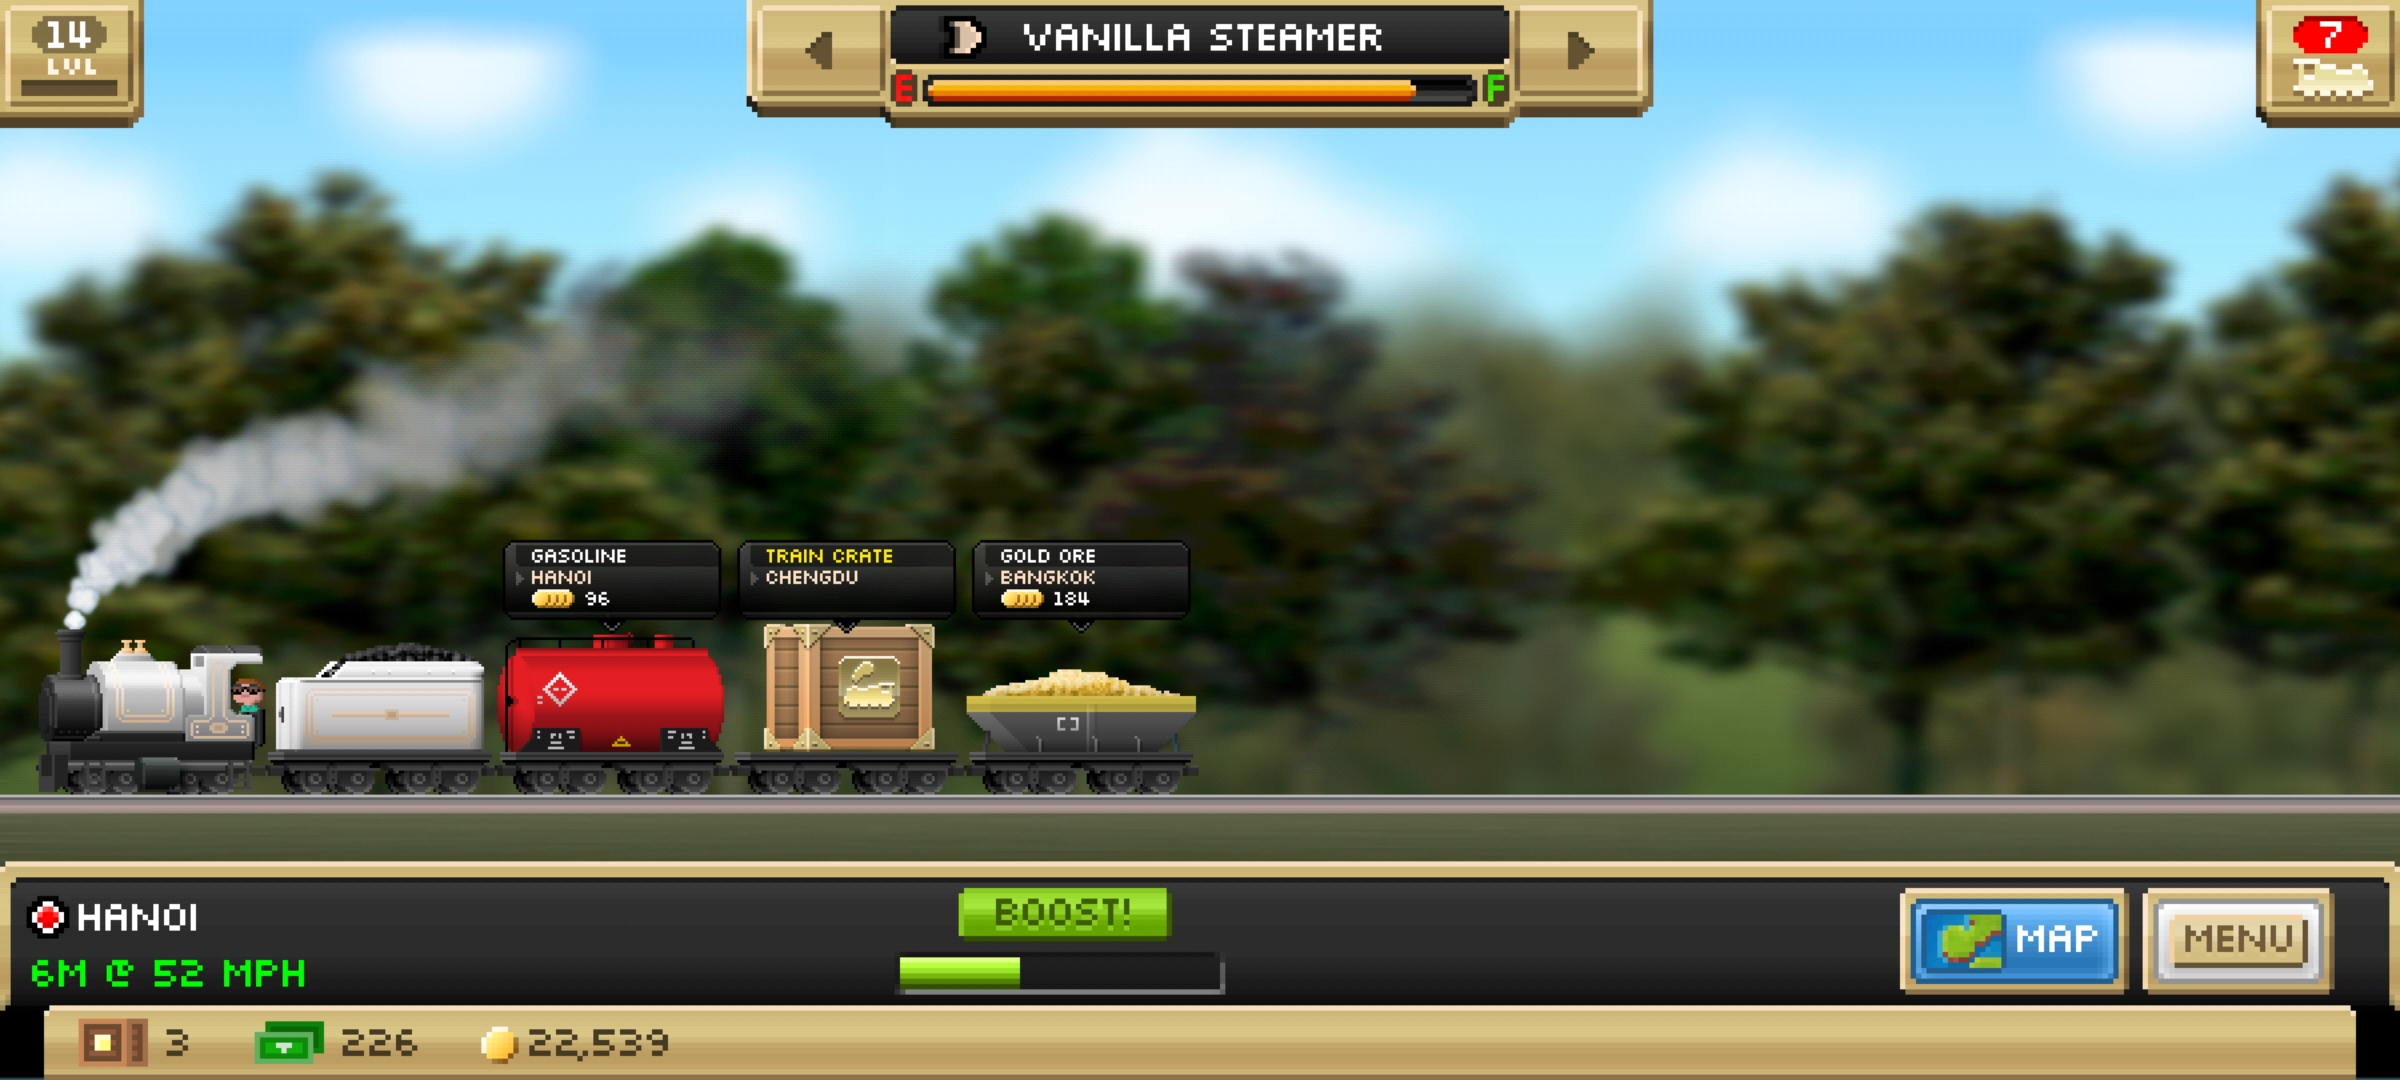 14
LVL
VANILLA STEAMER
E
F
7
GASOLINE
HANOI
96
TRAIN CRATE
CHENGDU
GOLD ORE
BANGKOK
184
HANOI
6M @ 52 MPH
BOOST!
MAP
MENU
3
226
22,539